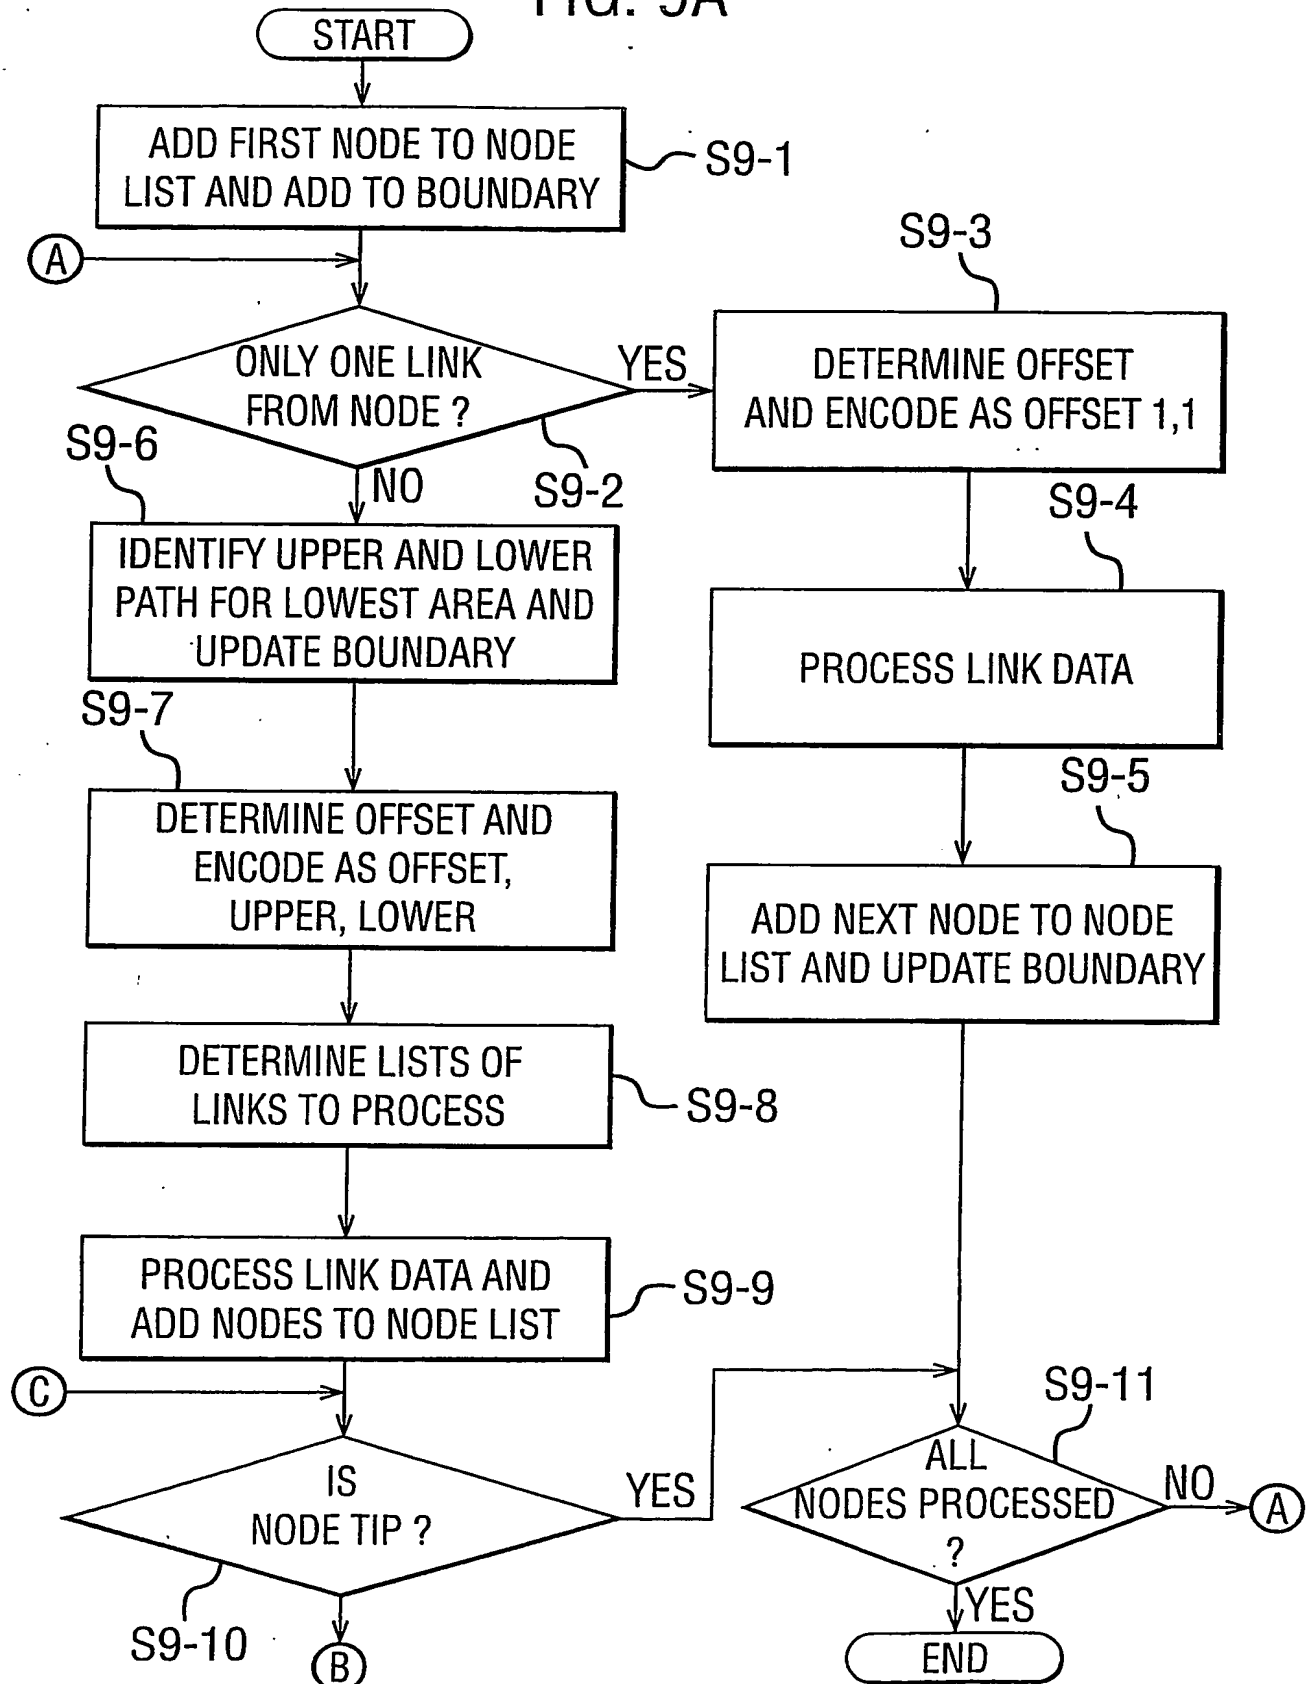 FIG. 9A
START
ADD FIRST NODE TO NODE
LIST AND ADD TO BOUNDARY
S9-1
A
S9-3
ONLY ONE LINK
FROM NODE ?
YES
DETERMINE OFFSET
AND ENCODE AS OFFSET 1,1
S9-6
NO
S9-2
S9-4
IDENTIFY UPPER AND LOWER
PATH FOR LOWEST AREA AND
UPDATE BOUNDARY
PROCESS LINK DATA
S9-7
S9-5
DETERMINE OFFSET AND
ENCODE AS OFFSET,
UPPER, LOWER
ADD NEXT NODE TO NODE
LIST AND UPDATE BOUNDARY
DETERMINE LISTS OF
LINKS TO PROCESS
S9-8
PROCESS LINK DATA AND
ADD NODES TO NODE LIST
S9-9
C
S9-11
IS
NODE TIP ?
YES
ALL
NODES PROCESSED
?
NO
A
S9-10
B
YES
END